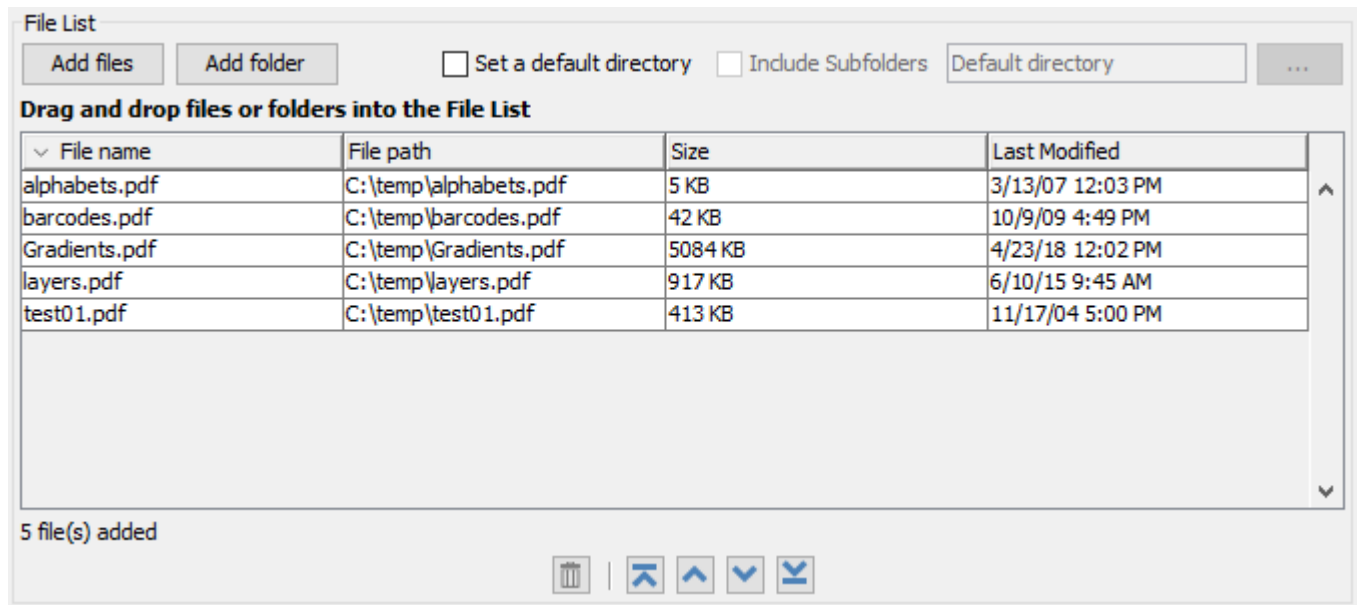 File List
Add files Add folder Set a default directory Include Subfolders Default directory ...
Drag and drop files or folders into the File List
File name File path Size Last Modified
alphabets.pdf C:\temp\alphabets.pdf 5 KB 3/13/07 12:03 PM
barcodes.pdf C:\temp\barcodes.pdf 42 KB 10/9/09 4:49 PM
Gradients.pdf C:\temp\Gradients.pdf 5084 KB 4/23/18 12:02 PM
layers.pdf C:\temp\layers.pdf 917 KB 6/10/15 9:45 AM
test01.pdf C:\temp\test01.pdf 413 KB 11/17/04 5:00 PM
5 file(s) added